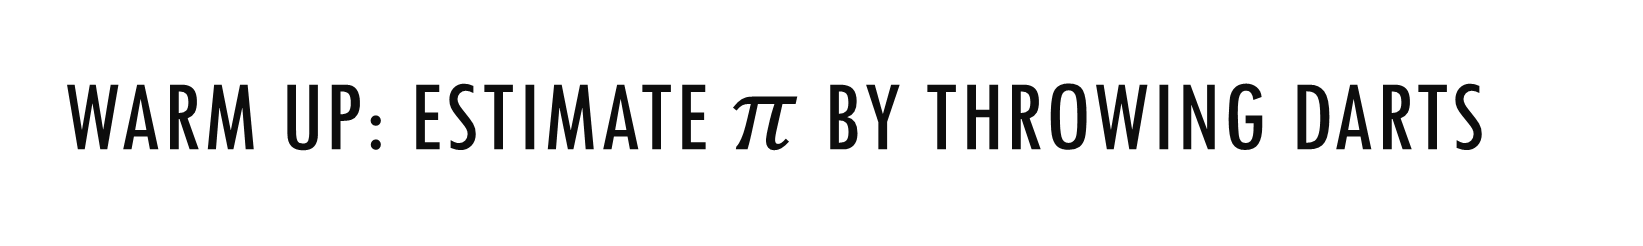 WARM UP: ESTIMATE π BY THROWING DARTS